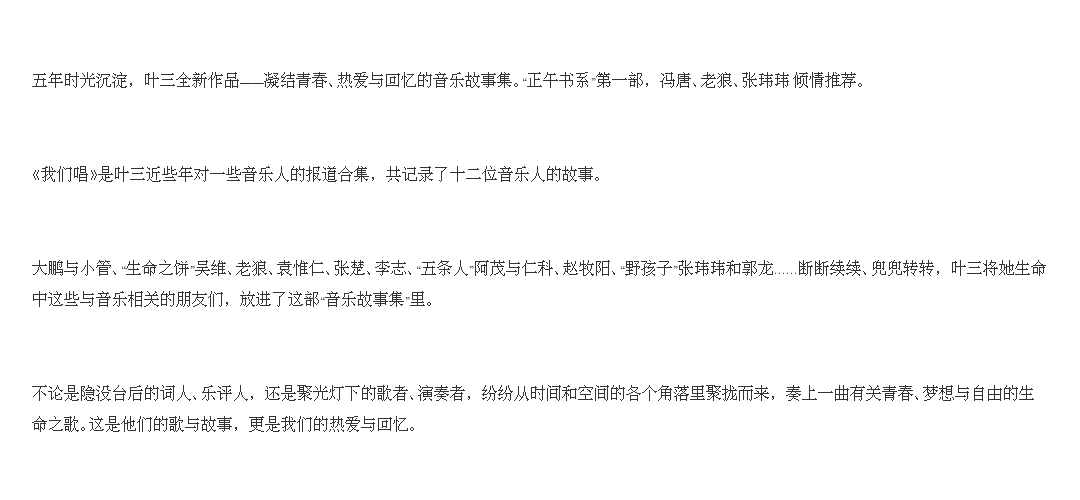 五年时光沉淀，叶三全新作品——凝结青春、热爱与回忆的音乐故事集。“正午书系”第一部，冯唐、老狼、张玮玮 倾情推荐。
《我们唱》是叶三近些年对一些音乐人的报道合集，共记录了十二位音乐人的故事。
大鹏与小管、“生命之饼”吴维、老狼、袁惟仁、张楚、李志、“五条人”阿茂与仁科、赵牧阳、“野孩子”张玮玮和郭龙……断断续续、兜兜转转，叶三将她生命
中这些与音乐相关的朋友们，放进了这部“音乐故事集”里。
不论是隐没台后的词人、乐评人，还是聚光灯下的歌者、演奏者，纷纷从时间和空间的各个角落里聚拢而来，奏上一曲有关青春、梦想与自由的生
命之歌。这是他们的歌与故事，更是我们的热爱与回忆。